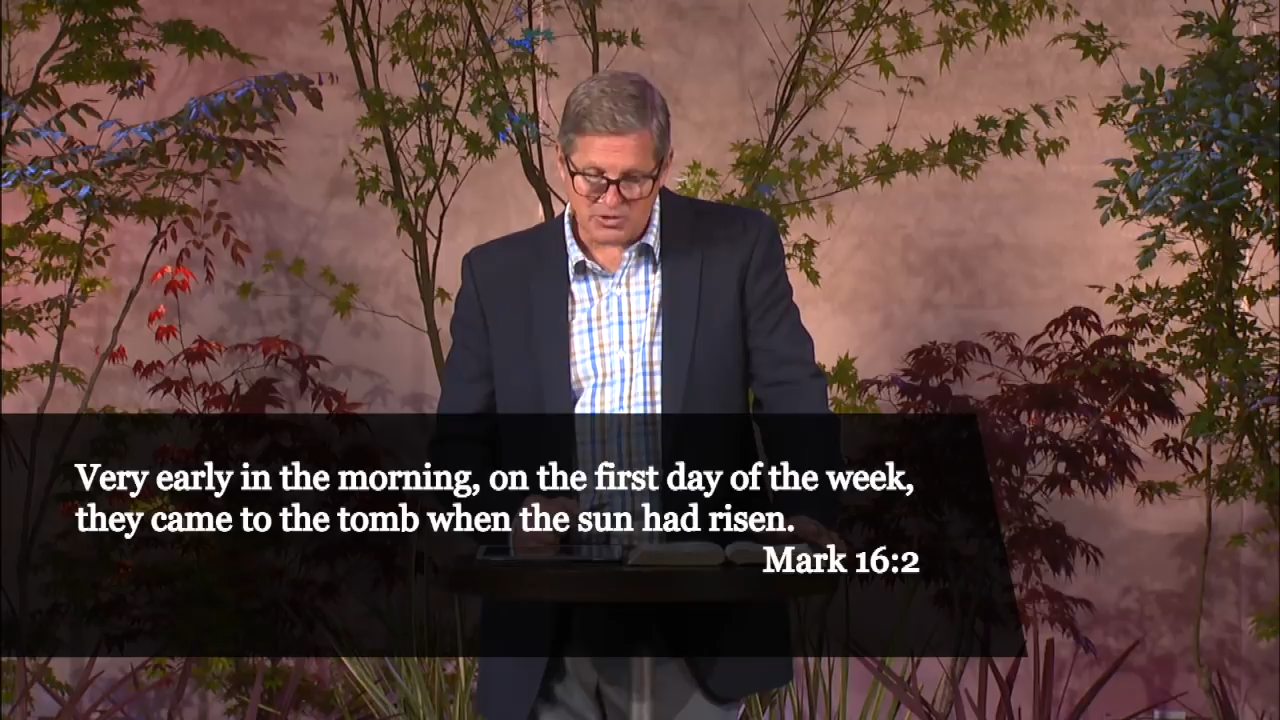 Very early in the morning, on the first day of the week,
they came to the tomb when the sun had risen.
Mark 16:2